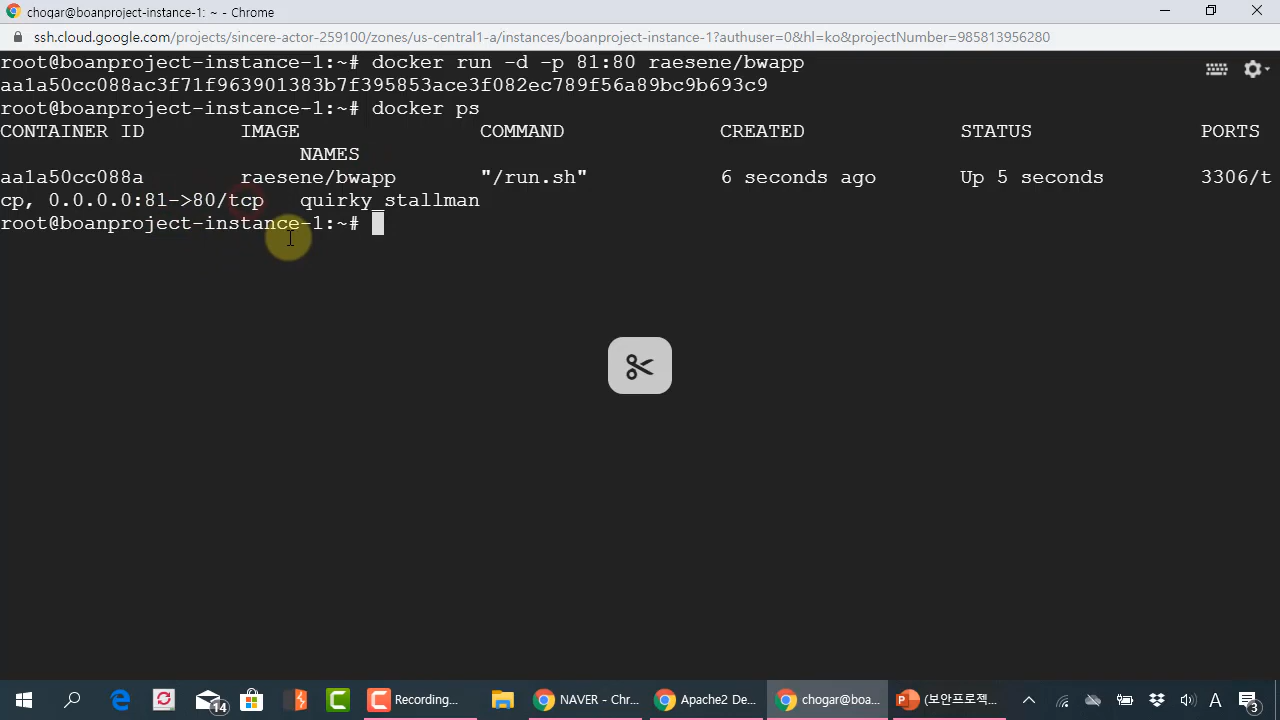 choqar@boanproject-instance-1: ~ - Chrome
ssh.cloud.google.com/projects/sincere-actor-259100/zones/us-central1-a/instances/boanproject-instance-1?authuser=0&hl=ko&projectNumber=985813956280
root@boanproject-instance-1:~# docker run -d -p 81:80 raesene/bwapp
aa1a50cc088ac3f71f963901383b7f395853ace3f082ec789f56a89bc9b693c9
root@boanproject-instance-1:~# docker ps
CONTAINER ID IMAGE COMMAND CREATED STATUS PORTS
NAMES
aa1a50cc088a raesene/bwapp "/run.sh" 6 seconds ago Up 5 seconds 3306/t
cp, 0.0.0.0:81->80/tcp quirky_stallman
root@boanproject-instance-1:~#
14 Recording... NAVER - Chr... Apache2 De... choqar@boa... (보안프로젝... A 3